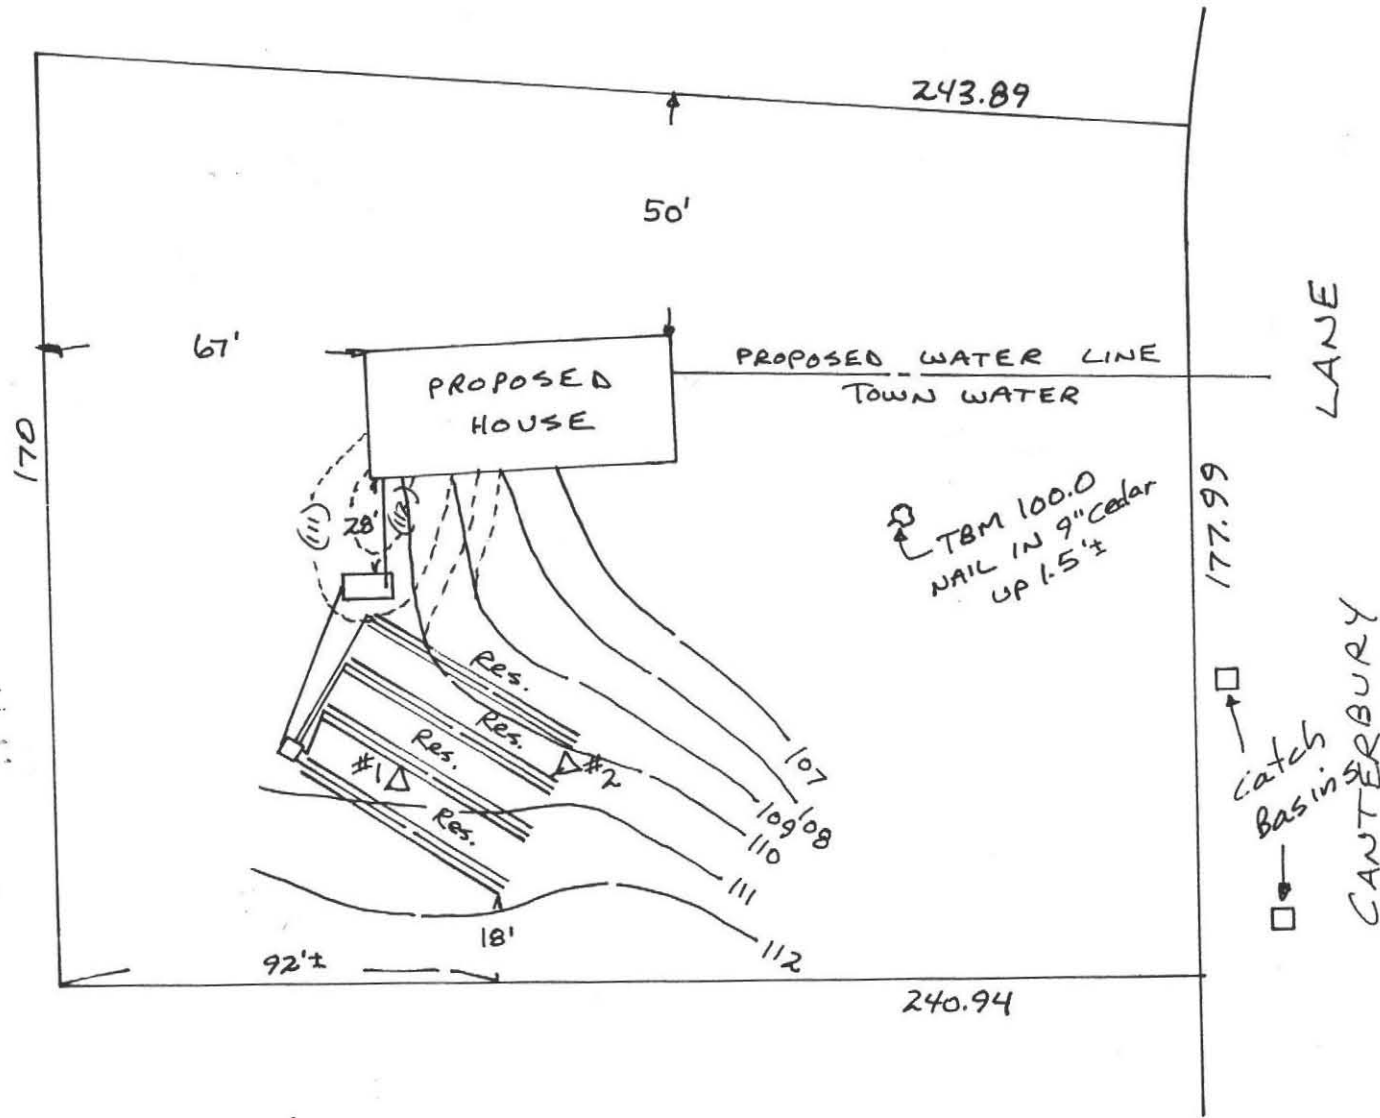 243.89
50'
67'
PROPOSED
HOUSE
PROPOSED WATER LINE
TOWN WATER
LANE
170
(111)
28'
(112)
TBM 100.0
NAIL IN 9" cedar
UP 1.5'±
177.99
Res.
Res.
Res.
Res.
#1
#2
107
108
109
110
111
112
Catch
Basins
CANTERBURY
18'
92'±
240.94